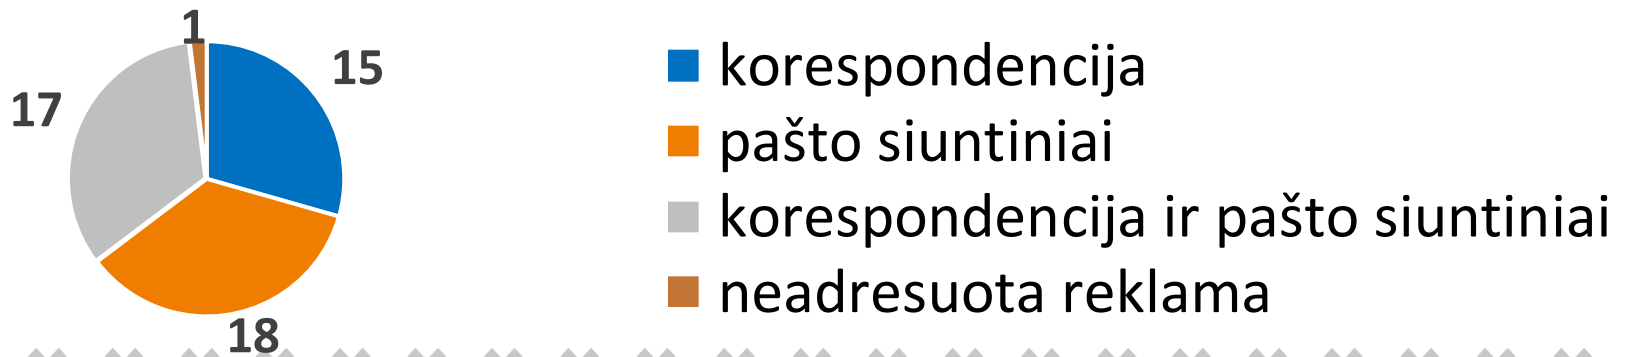 1
15
17
18
korespondencija
pašto siuntiniai
korespondencija ir pašto siuntiniai
neadresuota reklama